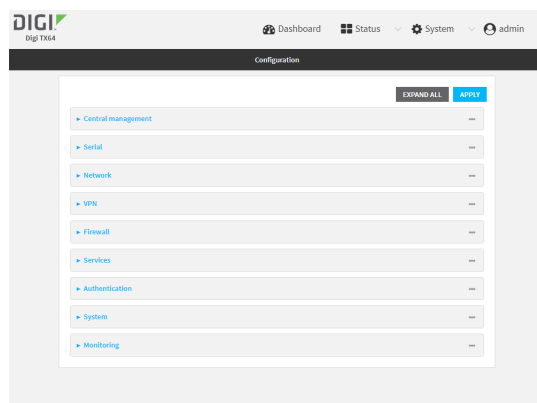 DIGI
Digi TX64
Dashboard Status System admin
Configuration
EXPAND ALL APPLY
Central management
Serial
Network
VPN
Firewall
Services
Authentication
System
Monitoring